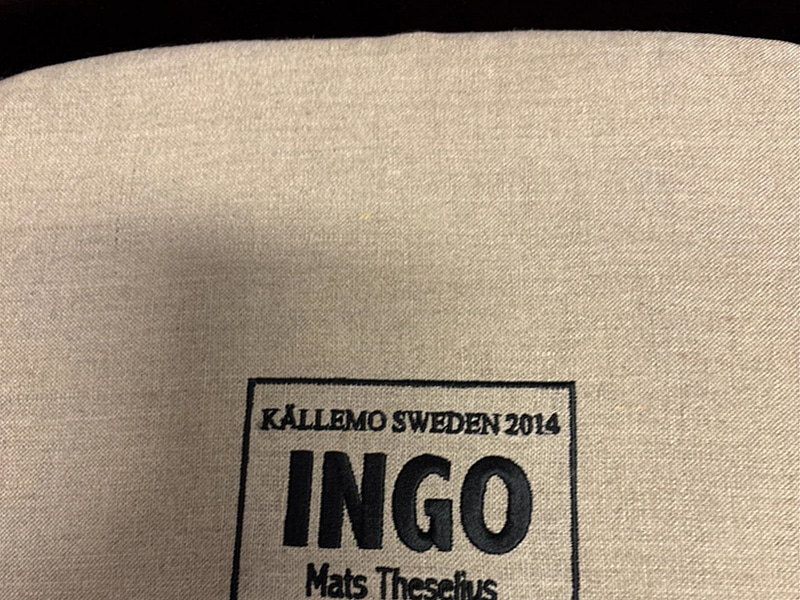 KÄLLEMO SWEDEN 2014
INGO
Mats Theselius